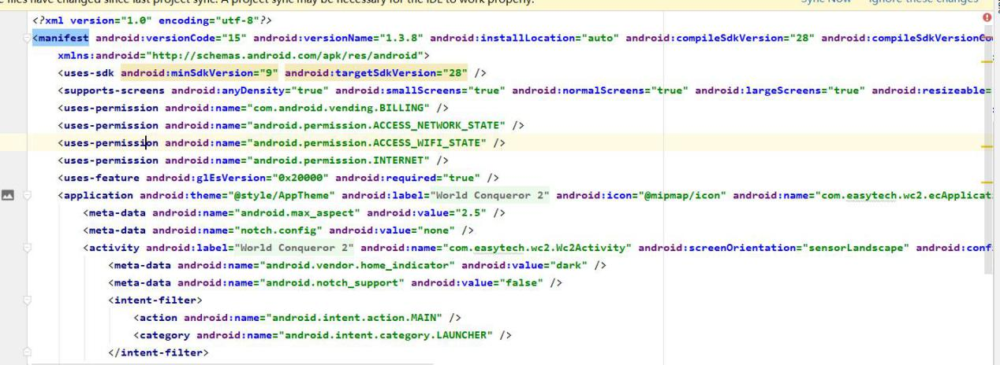 files have changed since last project sync. A project sync may be necessary for the IDE to work properly.
Sync Now Ignore these changes
<?xml version="1.0" encoding="utf-8"?>
<manifest android:versionCode="15" android:versionName="1.3.8" android:installLocation="auto" android:compileSdkVersion="28" android:compileSdkVersionCo
xmlns:android="http://schemas.android.com/apk/res/android">
<uses-sdk android:minSdkVersion="9" android:targetSdkVersion="28" />
<supports-screens android:anyDensity="true" android:smallScreens="true" android:normalScreens="true" android:largeScreens="true" android:resizeable=
<uses-permission android:name="com.android.vending.BILLING" />
<uses-permission android:name="android.permission.ACCESS_NETWORK_STATE" />
<uses-permission android:name="android.permission.ACCESS_WIFI_STATE" />
<uses-permission android:name="android.permission.INTERNET" />
<uses-feature android:glEsVersion="0x20000" android:required="true" />
<application android:theme="@style/AppTheme" android:label="World Conqueror 2" android:icon="@mipmap/icon" android:name="com.easytech.wc2.ecApplicat
<meta-data android:name="android.max_aspect" android:value="2.5" />
<meta-data android:name="notch.config" android:value="none" />
<activity android:label="World Conqueror 2" android:name="com.easytech.wc2.Wc2Activity" android:screenOrientation="sensorLandscape" android:conf
<meta-data android:name="android.vendor.home_indicator" android:value="dark" />
<meta-data android:name="android.notch_support" android:value="false" />
<intent-filter>
<action android:name="android.intent.action.MAIN" />
<category android:name="android.intent.category.LAUNCHER" />
</intent-filter>